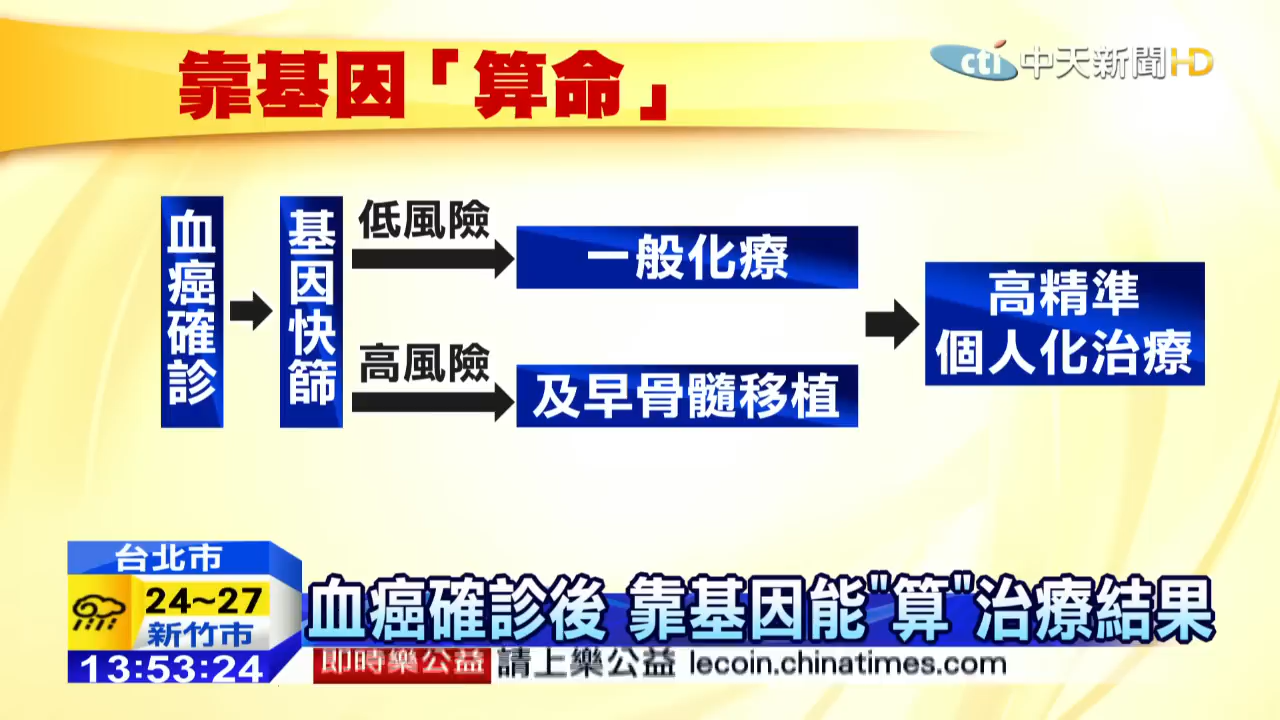 靠基因「算命」
cti 中天新聞HD
血癌確診
基因快篩
低風險
一般化療
高風險
及早骨髓移植
高精準
個人化治療
台北市
24~27
新竹市
13:53:24
血癌確診後 靠基因能"算"治療結果
即時樂公益 請上樂公益 lecoin.chinatimes.com